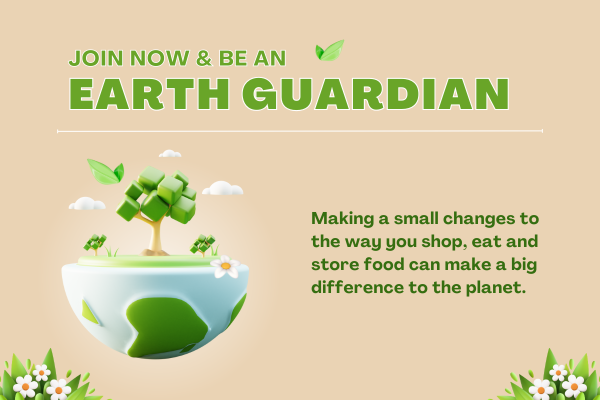 JOIN NOW & BE AN
EARTH GUARDIAN
Making a small changes to
the way you shop, eat and
store food can make a big
difference to the planet.